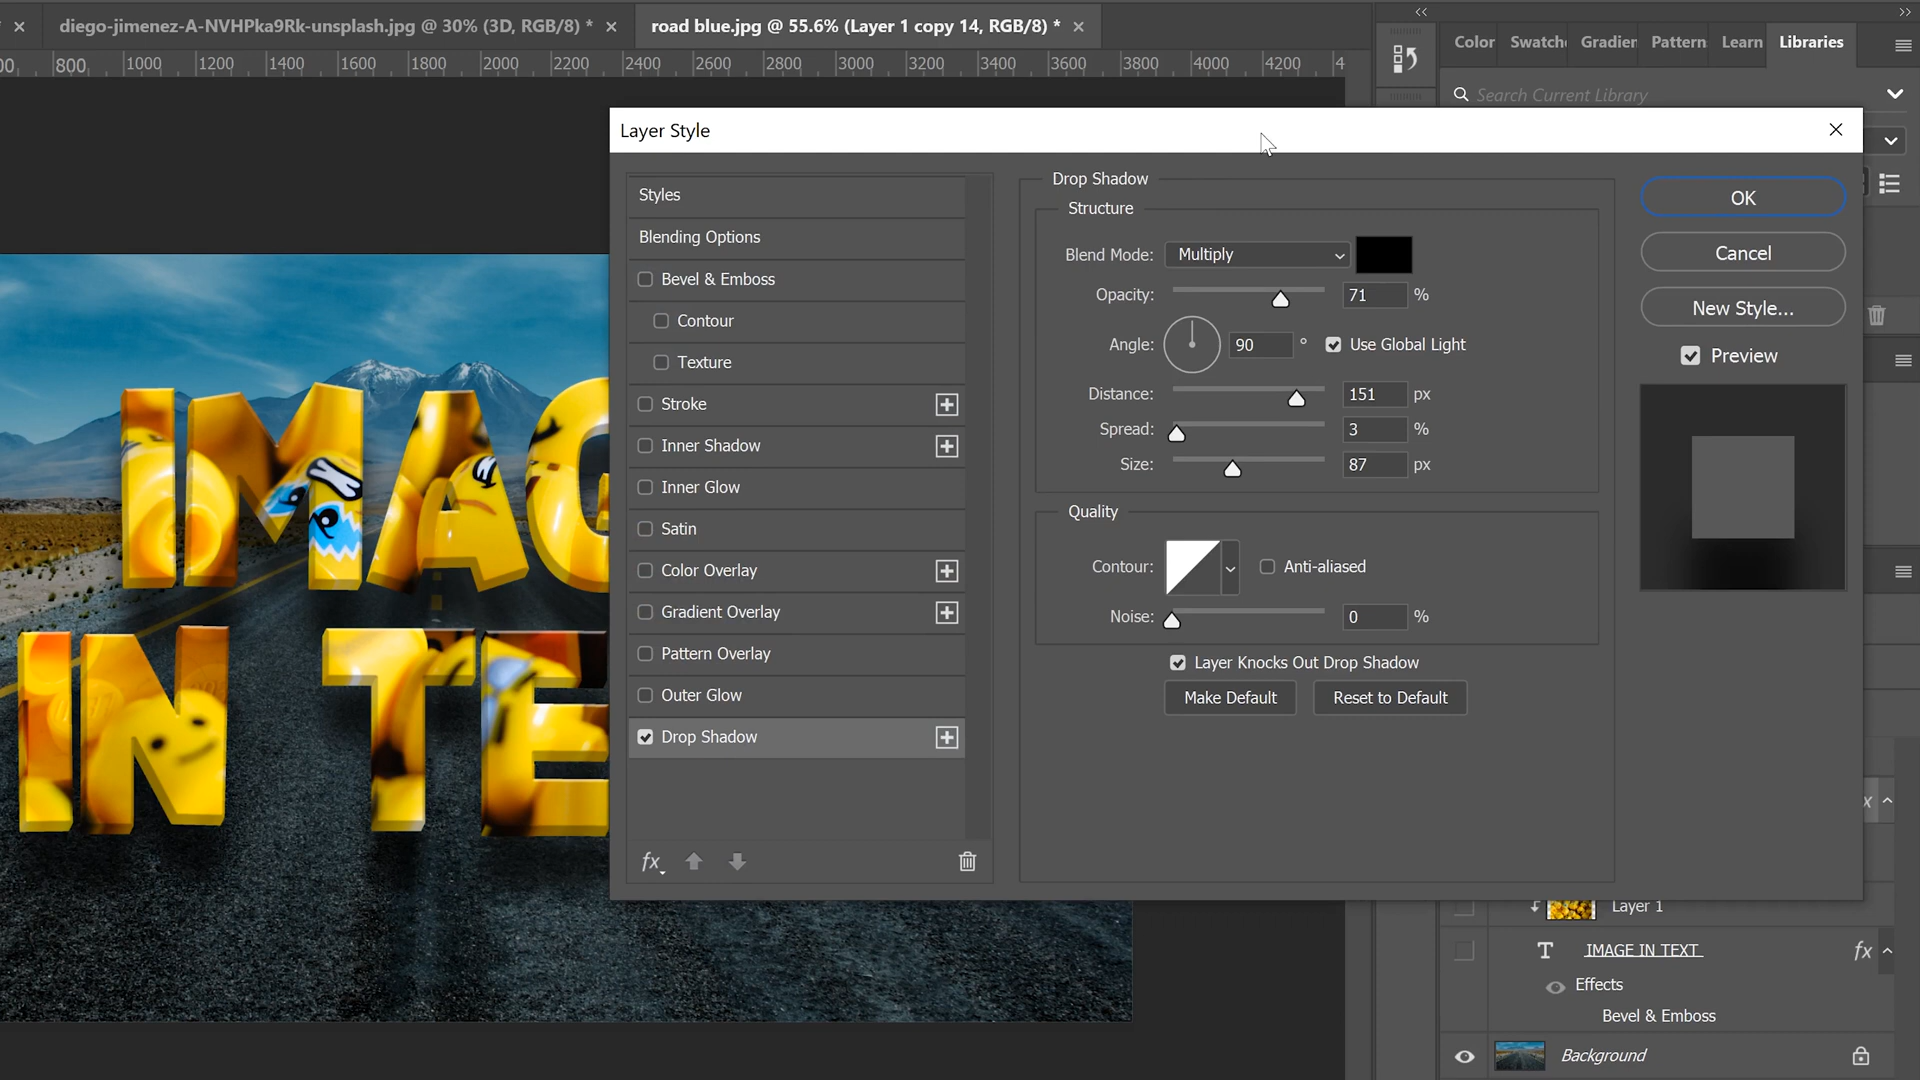 diego-jimenez-A-NVHPka9Rk-unsplash.jpg @ 30% (3D, RGB/8) *
road blue.jpg @ 55.6% (Layer 1 copy 14, RGB/8) *
800 1000 1200 1400 1600 1800 2000 2200 2400 2600 2800 3000 3200 3400 3600 3800 4000 4200
Color Swatch Gradien Pattern Learn Libraries
Search Current Library
Layer Style
Styles
Blending Options
Bevel & Emboss
Contour
Texture
Stroke
Inner Shadow
Inner Glow
Satin
Color Overlay
Gradient Overlay
Pattern Overlay
Outer Glow
Drop Shadow
fx
Drop Shadow
Structure
Blend Mode: Multiply
Opacity: 71 %
Angle: 90 ° Use Global Light
Distance: 151 px
Spread: 3 %
Size: 87 px
Quality
Contour: Anti-aliased
Noise: 0 %
Layer Knocks Out Drop Shadow
Make Default Reset to Default
OK
Cancel
New Style...
Preview
IMAG
IN TE
Layer 1
T IMAGE IN TEXT fx
Effects
Bevel & Emboss
Background